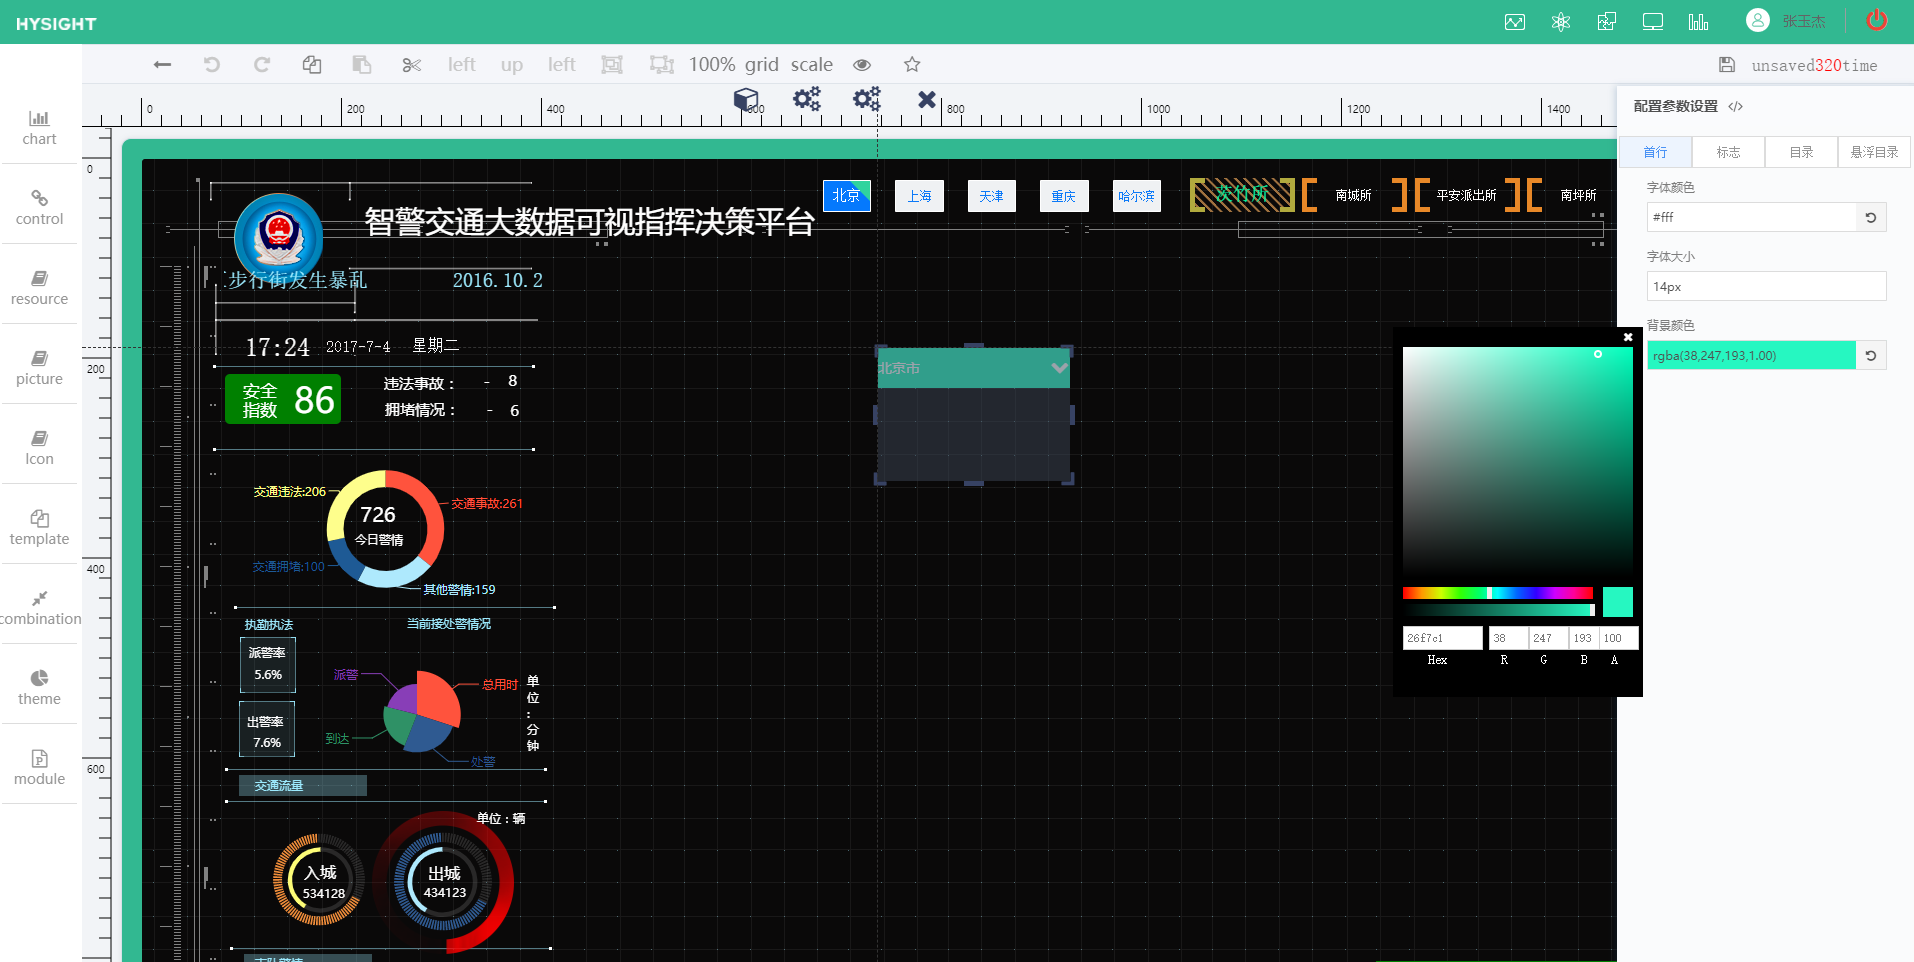 HYSIGHT
张玉杰
left up left 100% grid scale
unsaved320time
0 200 400 600 800 1000 1200 1400
0
200
400
600
chart
control
resource
picture
Icon
template
combination
theme
module
北京 上海 天津 重庆 哈尔滨 茨竹所 南城所 平安派出所 南坪所
智警交通大数据可视指挥决策平台
步行街发生暴乱 2016.10.2
17:24 2017-7-4 星期二
安全指数 86
违法事故： - 8
拥堵情况： - 6
交通违法:206
交通事故:261
726
今日警情
交通拥堵:100
其他警情:159
执勤执法 当前接处警情况
派警率
5.6%
出警率
7.6%
派警
总用时
到达
处警
单位:分钟
交通流量
单位：辆
入城
534128
出城
434123
北京市
配置参数设置 </>
首行 标志 目录 悬浮目录
字体颜色
#fff
字体大小
14px
背景颜色
rgba(38,247,193,1.00)
26f7c1 38 247 193 100
Hex R G B A